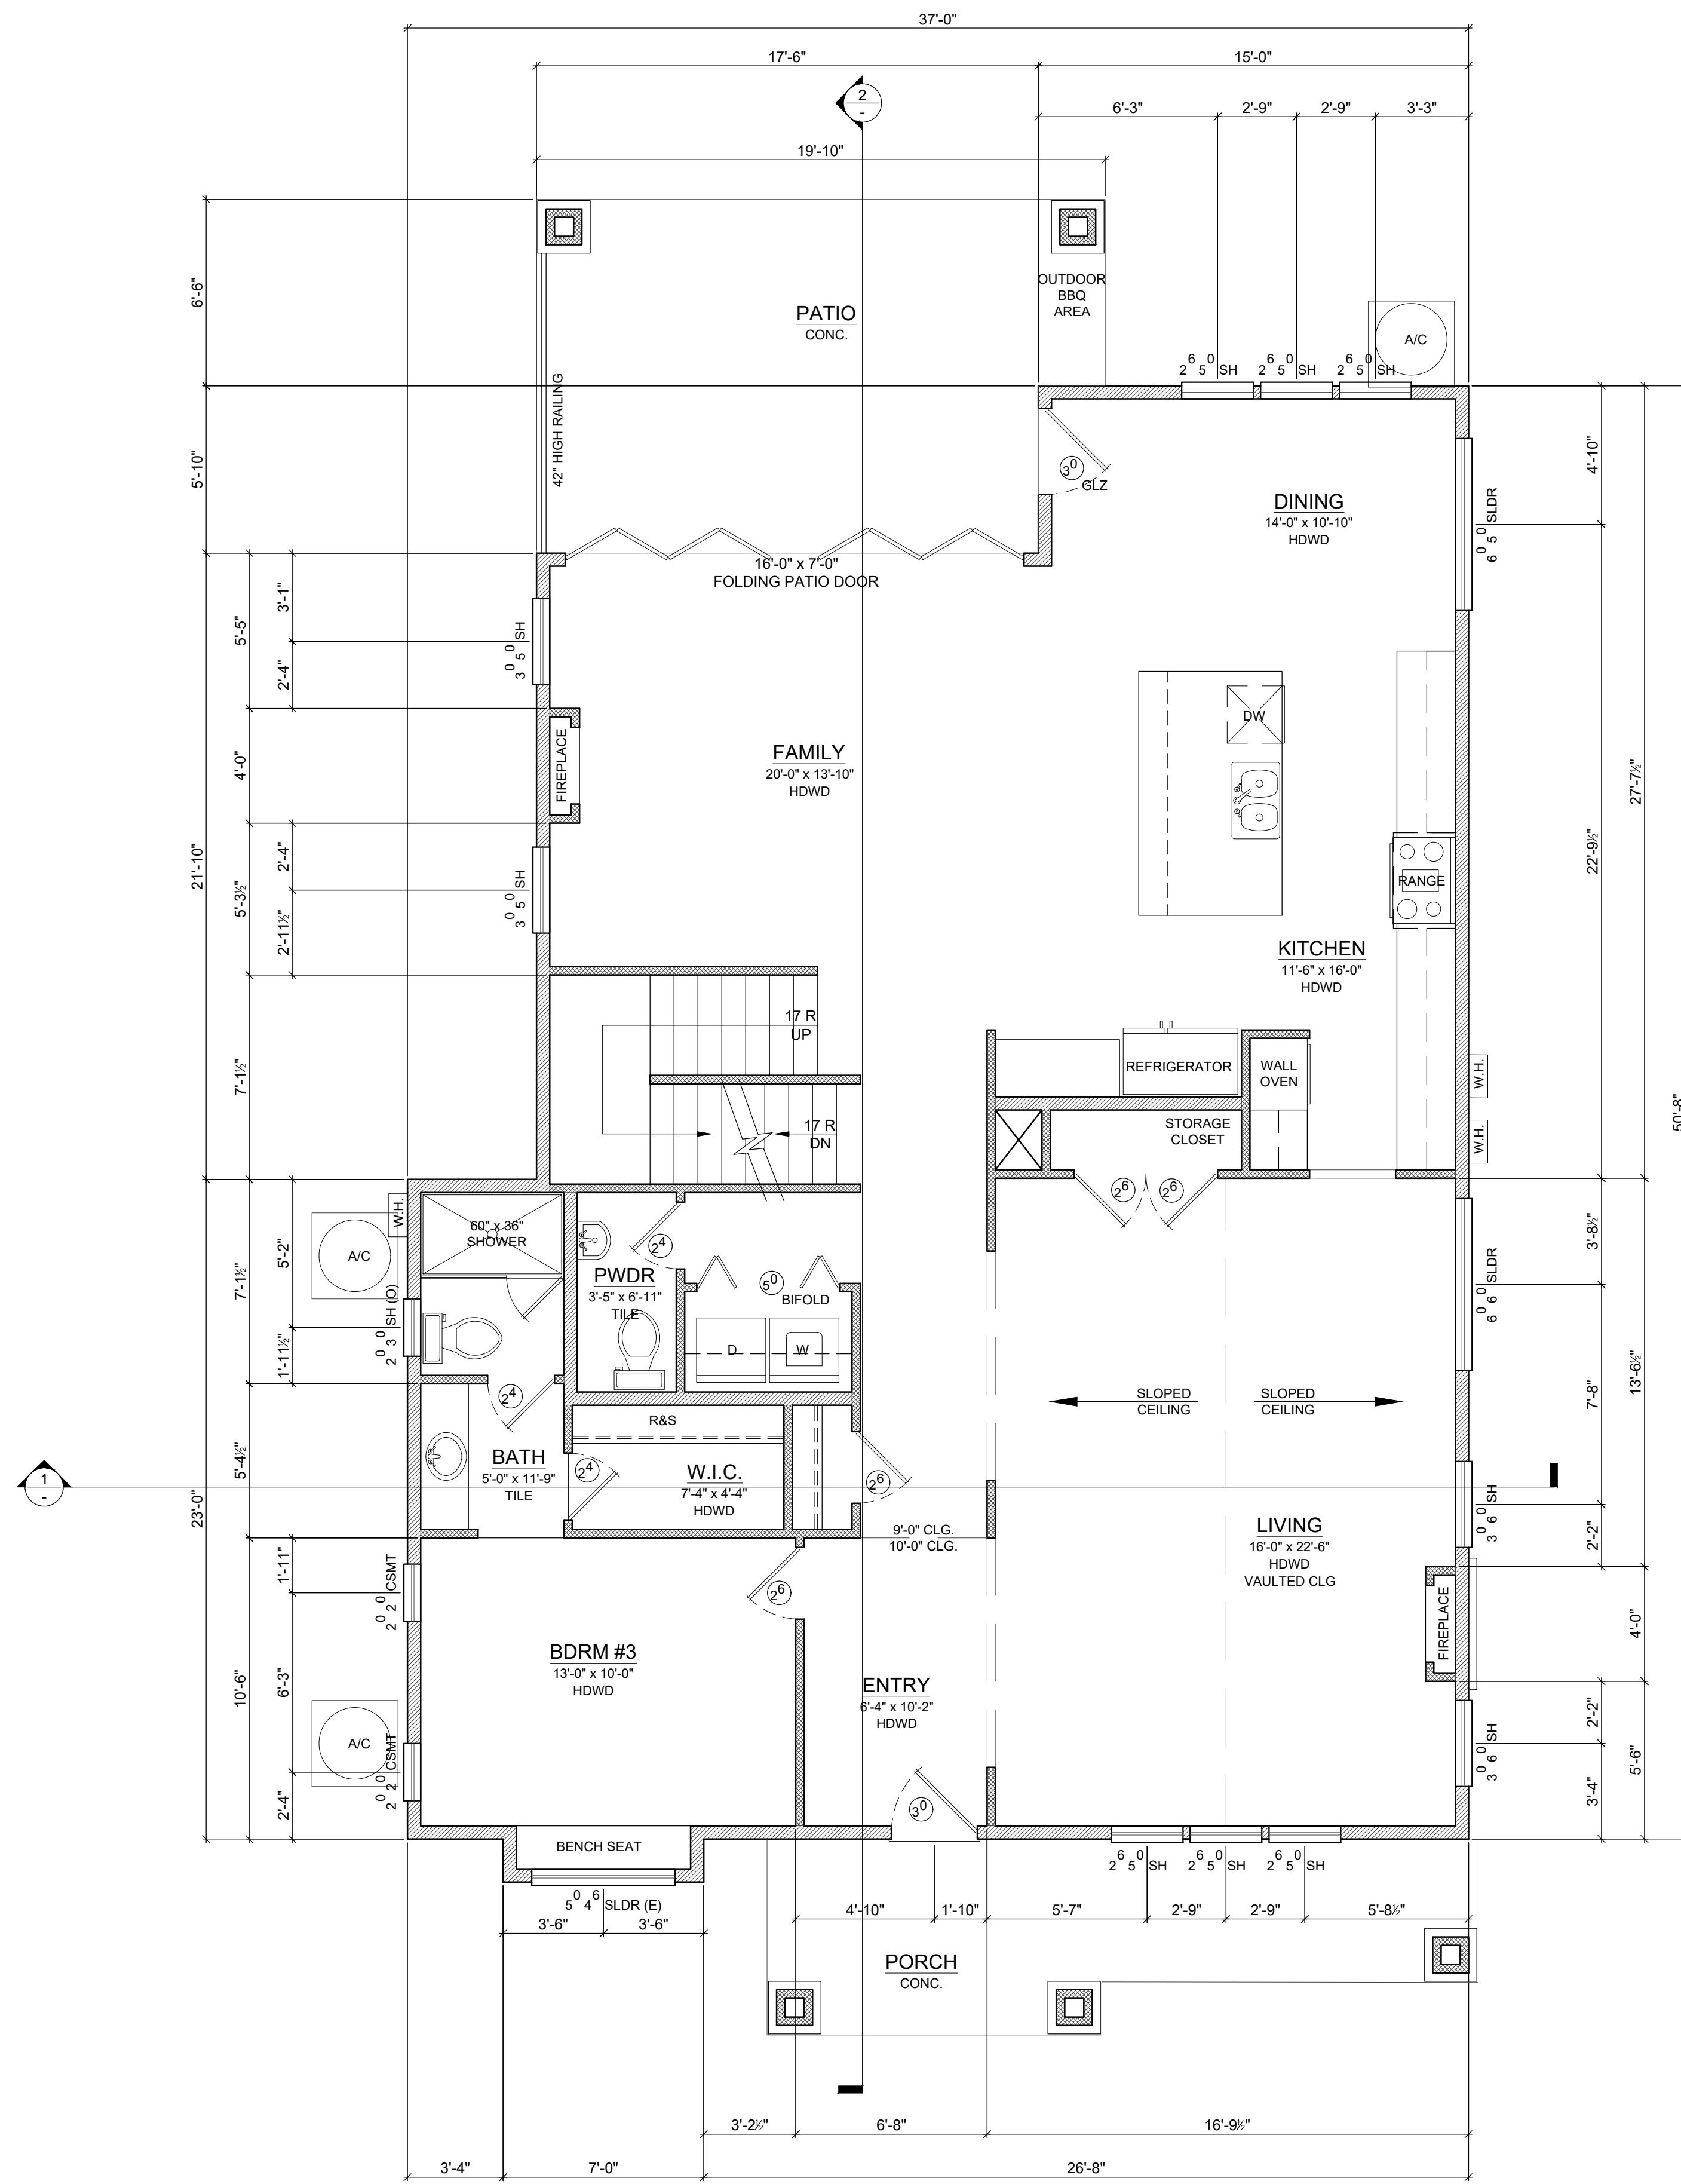 37'-0"
17'-6"
15'-0"
2
-
6'-3"
2'-9"
2'-9"
3'-3"
19'-10"
6'-6"
OUTDOOR
BBQ
AREA
PATIO
CONC.
A/C
2 6 5 0 SH
2 6 5 0 SH
2 6 5 0 SH
42" HIGH RAILING
5'-10"
4'-10"
3 0
GLZ
DINING
14'-0" x 10'-10"
HDWD
6 0 5 0 SLDR
16'-0" x 7'-0"
FOLDING PATIO DOOR
3'-1"
5'-5"
2'-4"
3 0 5 0 SH
DW
FAMILY
20'-0" x 13'-10"
HDWD
FIREPLACE
4'-0"
27'-7½"
22'-9½"
21'-10"
2'-4"
5'-3½"
2'-11½"
3 0 5 0 SH
RANGE
KITCHEN
11'-6" x 16'-0"
HDWD
17 R
UP
REFRIGERATOR
WALL
OVEN
W.H.
W.H.
7'-1½"
17 R
DN
STORAGE
CLOSET
50'-8"
2 6
2 6
W.H.
60" x 36"
SHOWER
A/C
5'-2"
7'-1½"
1'-11½"
2 0 3 0 SH (O)
2 4
PWDR
3'-5" x 6'-11"
TILE
5 0
BIFOLD
D
W
3'-8½"
6 0 6 0 SLDR
13'-6½"
7'-8"
SLOPED
CEILING
SLOPED
CEILING
2 4
R&S
BATH
5'-0" x 11'-9"
TILE
2 4
W.I.C.
7'-4" x 4'-4"
HDWD
2 6
1
-
5'-4½"
23'-0"
9'-0" CLG.
10'-0" CLG.
LIVING
16'-0" x 22'-6"
HDWD
VAULTED CLG
3 0 6 0 SH
2'-2"
1'-11"
2 0 2 0 CSMT
2 6
FIREPLACE
4'-0"
BDRM #3
13'-0" x 10'-0"
HDWD
10'-6"
6'-3"
ENTRY
6'-4" x 10'-2"
HDWD
A/C
2 0 2 0 CSMT
2'-4"
3 0
3 0 6 0 SH
2'-2"
5'-6"
3'-4"
BENCH SEAT
2 6 5 0 SH
2 6 5 0 SH
2 6 5 0 SH
5 0 4 6 SLDR (E)
3'-6"
3'-6"
4'-10"
1'-10"
5'-7"
2'-9"
2'-9"
5'-8½"
PORCH
CONC.
3'-2½"
6'-8"
16'-9½"
3'-4"
7'-0"
26'-8"